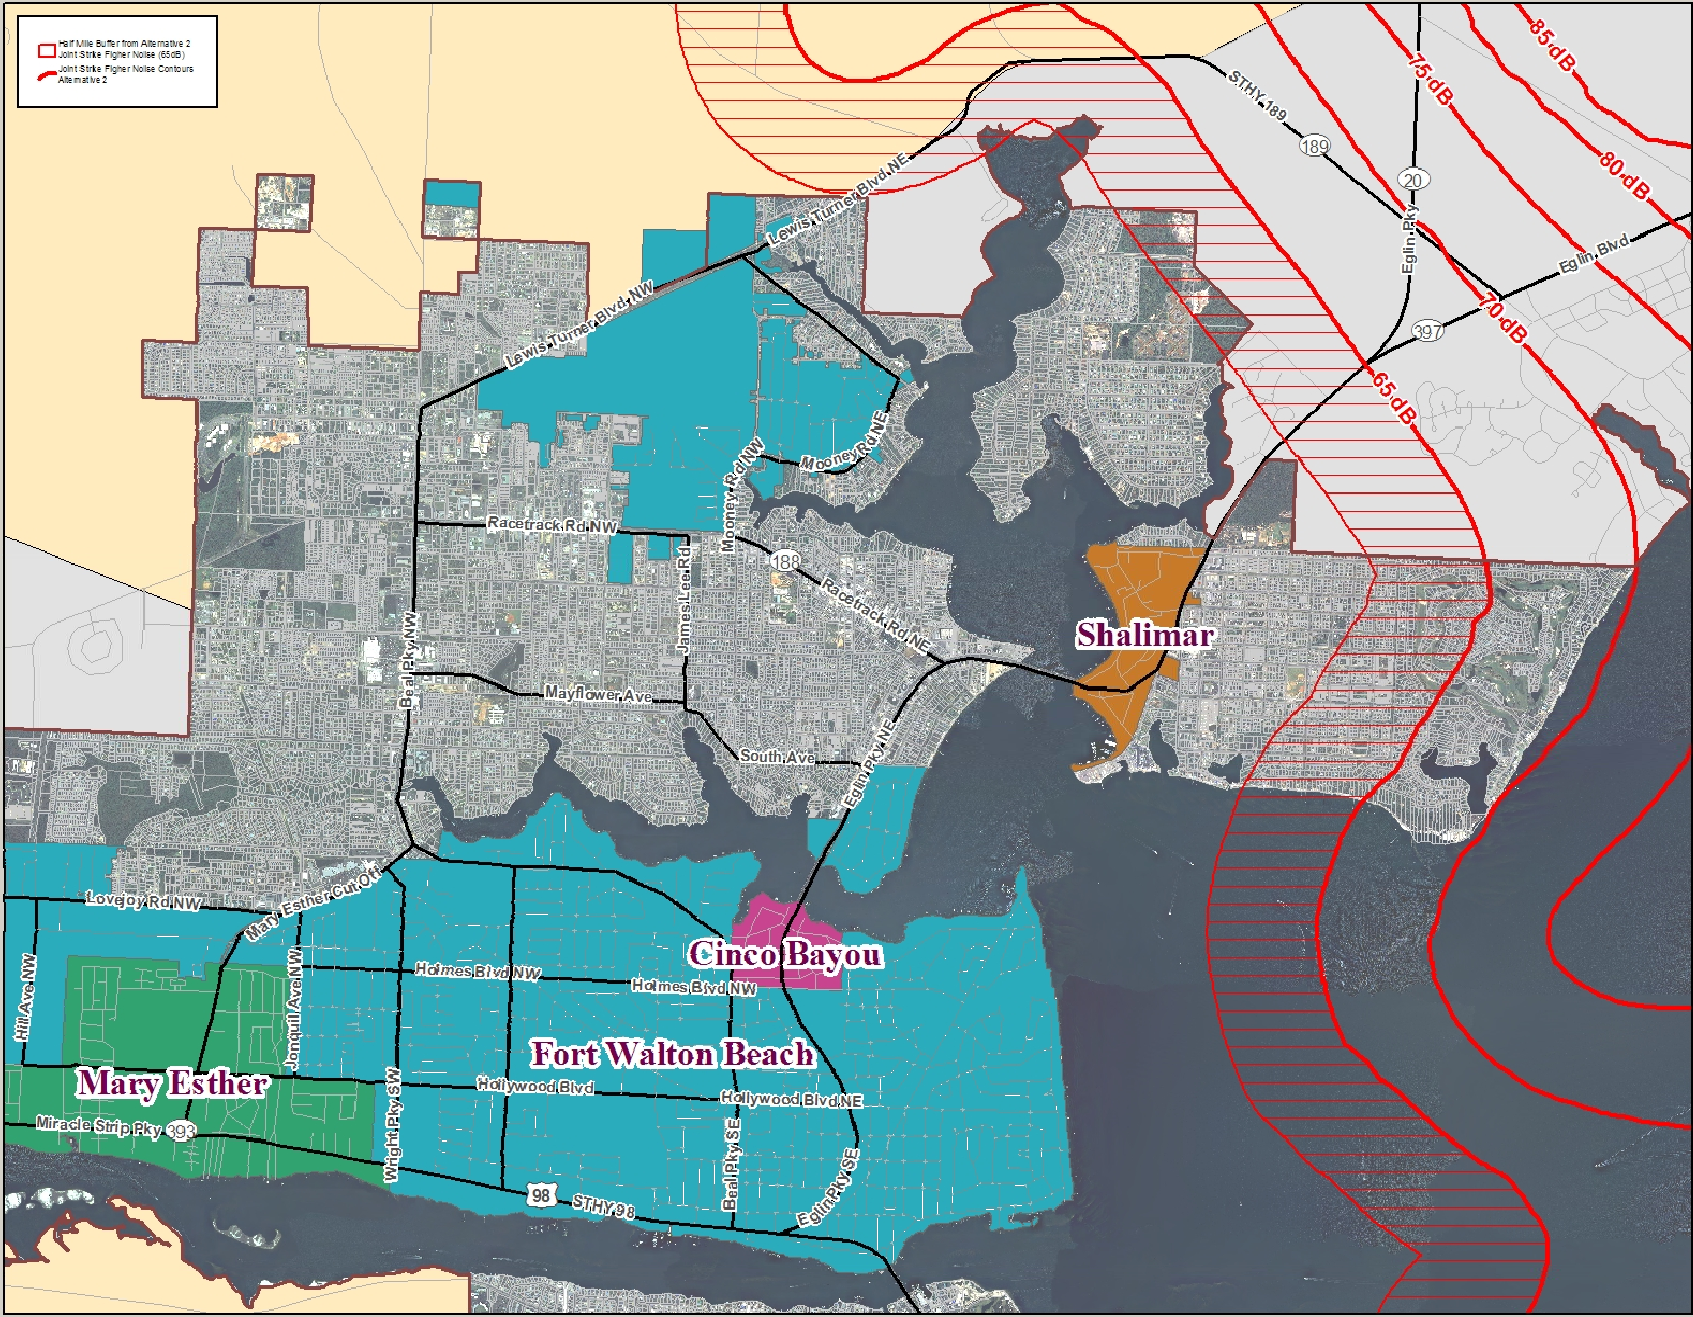 Half Mile Buffer from Alternative 2
Joint Strike Figher Noise (65dB)
Joint Strike Figher Noise Contours
Alternative 2
85 dB
75 dB
STHY 189
189
80 dB
20
Lewis Turner Blvd NE
Eglin Pky
Eglin Blvd
Lewis Turner Blvd NW
70 dB
397
Lewis Turner Blvd NW
65 dB
Mooney Rd NE
Mooney Rd NW
Racetrack Rd NW
188
James Lee Rd
Racetrack Rd NE
Shalimar
Beal Pky NW
Mayflower Ave
South Ave
Eglin Pky NE
Mary Esther Cut Off
Lovejoy Rd NW
Cinco Bayou
Holmes Blvd NW
Holmes Blvd NW
Hill Ave NW
Jonquil Ave NW
Fort Walton Beach
Mary Esther
Hollywood Blvd
Hollywood Blvd NE
Miracle Strip Pky
393
Wright Pky SW
Beal Pky SE
Eglin Pky SE
98
STHY 98